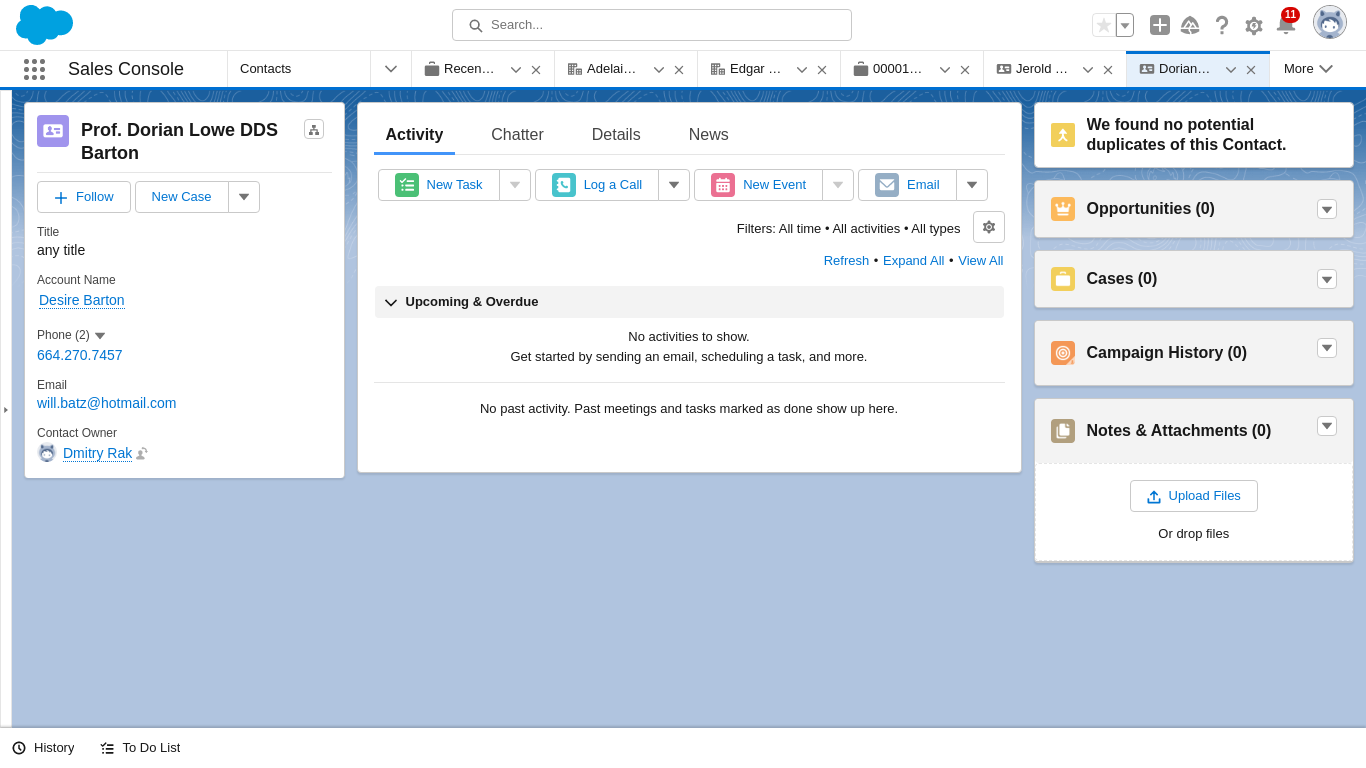 Search...
11
Sales Console
Contacts
Recen…
Adelai…
Edgar …
00001…
Jerold …
Dorian…
More
Prof. Dorian Lowe DDS
Barton
Follow
New Case
Title
any title
Account Name
Desire Barton
Phone (2)
664.270.7457
Email
will.batz@hotmail.com
Contact Owner
Dmitry Rak
Activity
Chatter
Details
News
New Task
Log a Call
New Event
Email
Filters: All time • All activities • All types
Refresh • Expand All • View All
Upcoming & Overdue
No activities to show.
Get started by sending an email, scheduling a task, and more.
No past activity. Past meetings and tasks marked as done show up here.
We found no potential
duplicates of this Contact.
Opportunities (0)
Cases (0)
Campaign History (0)
Notes & Attachments (0)
Upload Files
Or drop files
History
To Do List